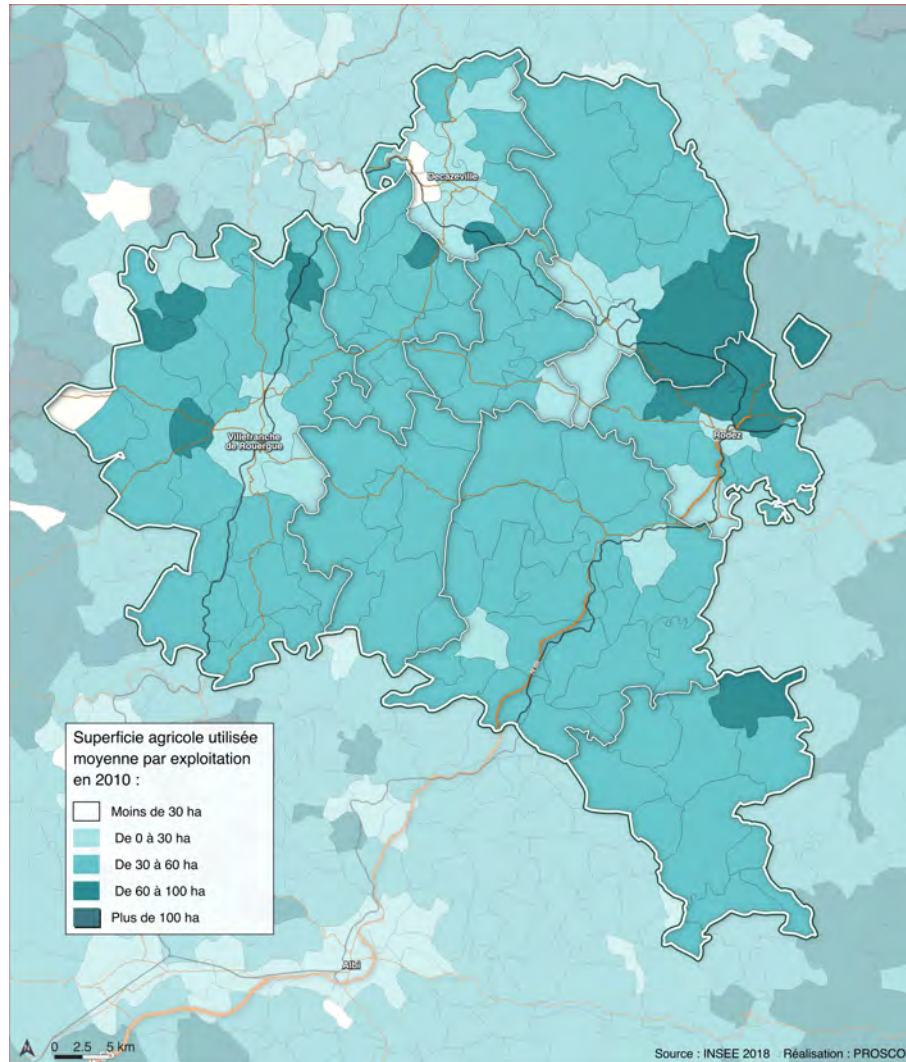 Decazeville
Villefranche
de Rouergue
Rodez
Superficie agricole utilisée
moyenne par exploitation
en 2010 :
Moins de 30 ha
De 0 à 30 ha
De 30 à 60 ha
De 60 à 100 ha
Plus de 100 ha
Albi
0 2.5 5 km
Source : INSEE 2018 Réalisation : PROSCO